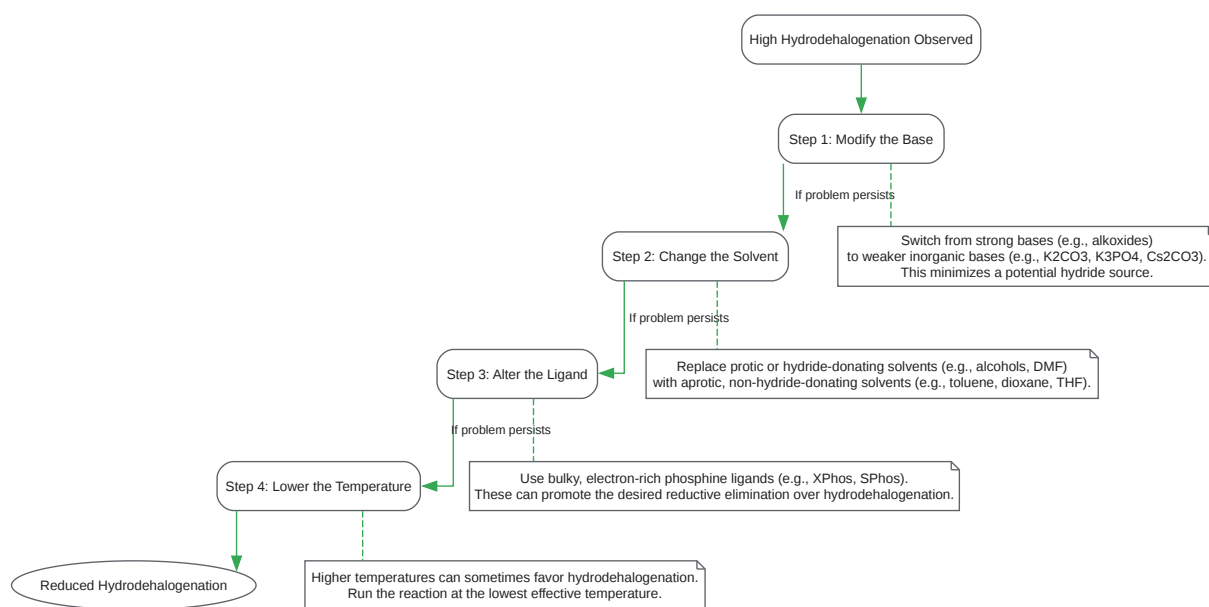 High Hydrodehalogenation Observed
Step 1: Modify the Base
If problem persists
Switch from strong bases (e.g., alkoxides)
to weaker inorganic bases (e.g., K2CO3, K3PO4, Cs2CO3).
This minimizes a potential hydride source.
Step 2: Change the Solvent
If problem persists
Replace protic or hydride-donating solvents (e.g., alcohols, DMF)
with aprotic, non-hydride-donating solvents (e.g., toluene, dioxane, THF).
Step 3: Alter the Ligand
If problem persists
Use bulky, electron-rich phosphine ligands (e.g., XPhos, SPhos).
These can promote the desired reductive elimination over hydrodehalogenation.
Step 4: Lower the Temperature
Higher temperatures can sometimes favor hydrodehalogenation.
Run the reaction at the lowest effective temperature.
Reduced Hydrodehalogenation